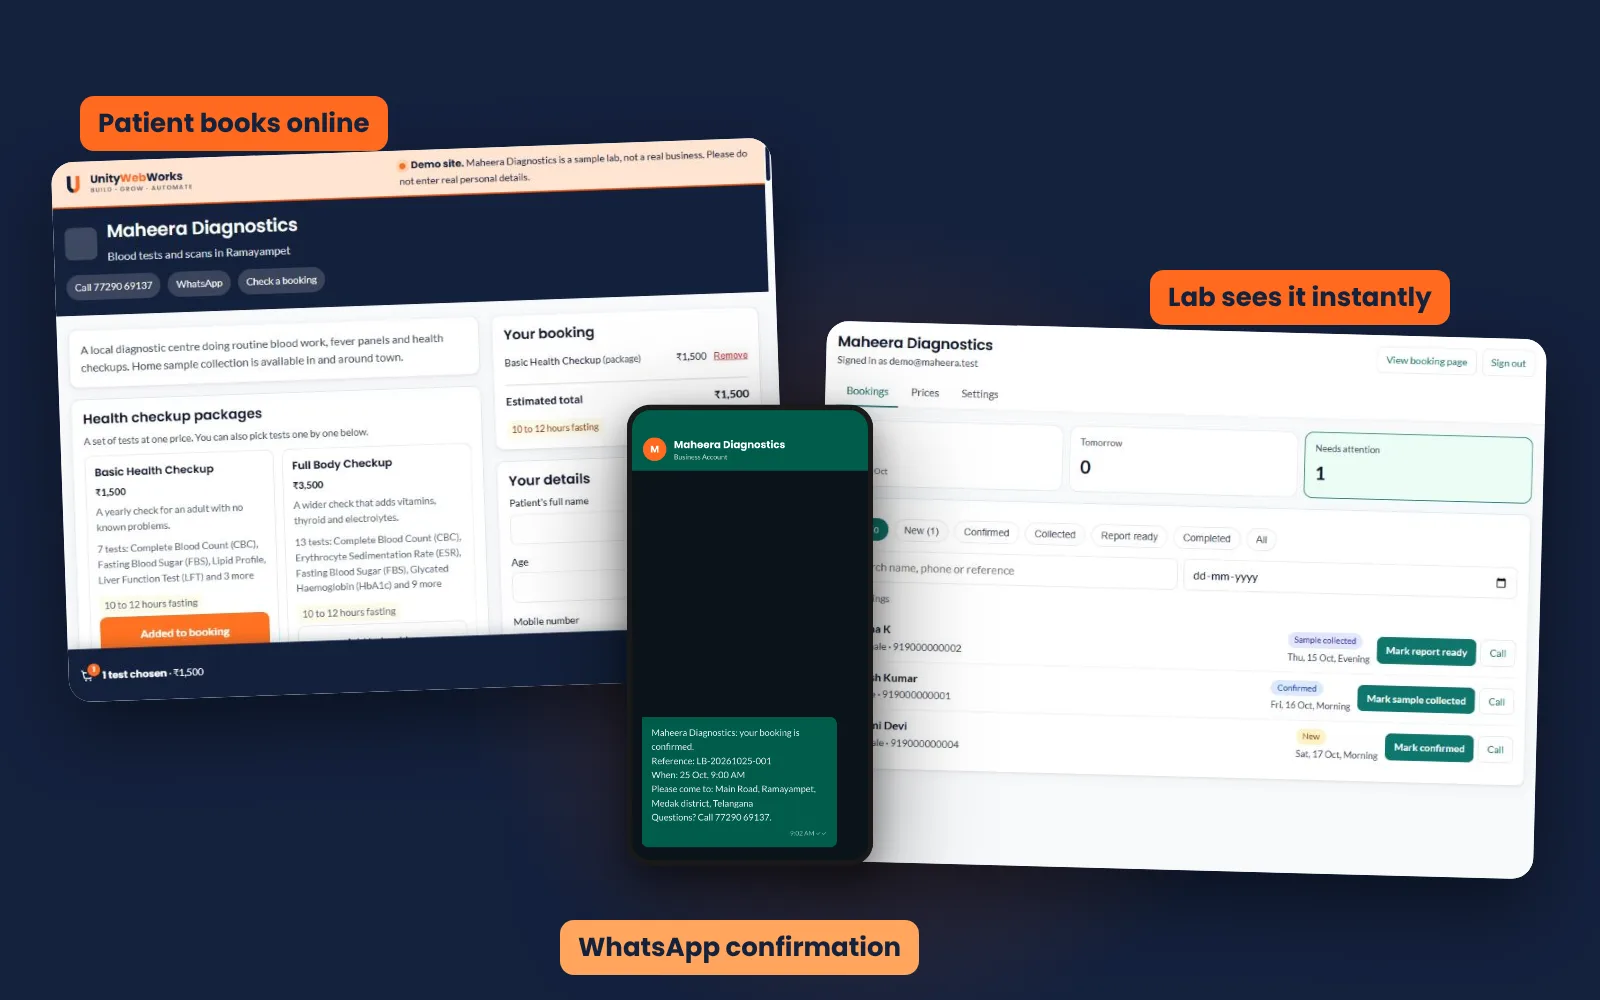 Patient books online
UnityWebWorks
BUILD · GROW · AUTOMATE
Demo site. Maheera Diagnostics is a sample lab, not a real business. Please do
not enter real personal details.
Maheera Diagnostics
Blood tests and scans in Ramayampet
Call 77290 69137
WhatsApp
Check a booking
A local diagnostic centre doing routine blood work, fever panels and health
checkups. Home sample collection is available in and around town.
Health checkup packages
A set of tests at one price. You can also pick tests one by one below.
Basic Health Checkup
₹1,500
A yearly check for an adult with no
known problems.
7 tests: Complete Blood Count (CBC),
Fasting Blood Sugar (FBS), Lipid Profile,
Liver Function Test (LFT) and 3 more
10 to 12 hours fasting
Added to booking
Full Body Checkup
₹3,500
A wider check that adds vitamins,
thyroid and electrolytes.
13 tests: Complete Blood Count (CBC),
Erythrocyte Sedimentation Rate (ESR),
Fasting Blood Sugar (FBS), Glycated
Haemoglobin (HbA1c) and 9 more
10 to 12 hours fasting
Your booking
Basic Health Checkup (package) ₹1,500 Remove
Estimated total ₹1,500
10 to 12 hours fasting
Your details
Patient's full name
Age
Mobile number
1
1 test chosen · ₹1,500
M
Maheera Diagnostics
Business Account
Maheera Diagnostics: your booking is
confirmed.
Reference: LB-20261025-001
When: 25 Oct, 9:00 AM
Please come to: Main Road, Ramayampet,
Medak district, Telangana
Questions? Call 77290 69137.
9:02 AM ✓✓
WhatsApp confirmation
Lab sees it instantly
Maheera Diagnostics
Signed in as demo@maheera.test
View booking page
Sign out
Bookings
Prices
Settings
Oct
Tomorrow
0
Needs attention
1
New (1)
Confirmed
Collected
Report ready
Completed
All
name, phone or reference
dd-mm-yyyy
K
919000000002
Sample collected
Thu, 15 Oct, Evening
Mark report ready
Call
Kumar
919000000001
Confirmed
Fri, 16 Oct, Morning
Mark sample collected
Call
Devi
919000000004
New
Sat, 17 Oct, Morning
Mark confirmed
Call